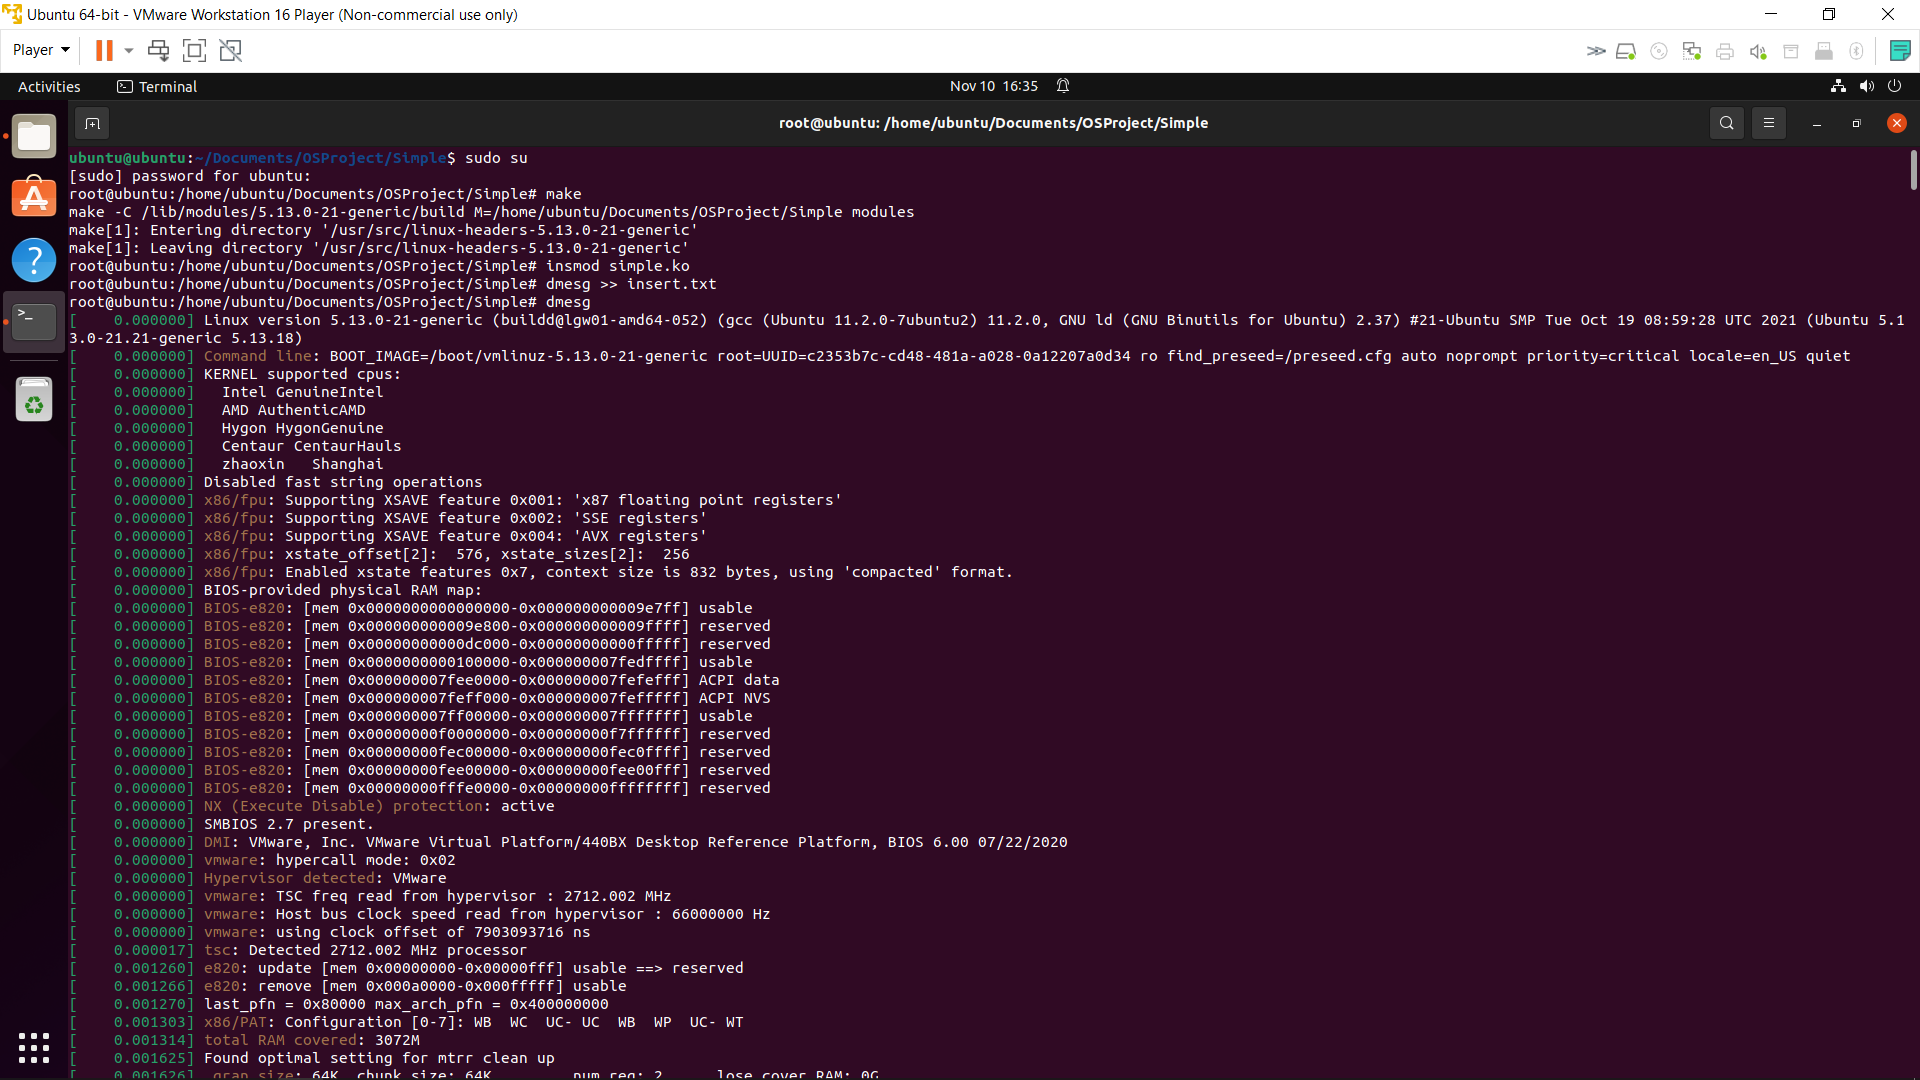 Ubuntu 64-bit - VMware Workstation 16 Player (Non-commercial use only)
Player
Activities
Terminal
Nov 10 16:35
root@ubuntu: /home/ubuntu/Documents/OSProject/Simple
ubuntu@ubuntu:~/Documents/OSProject/Simple$ sudo su
[sudo] password for ubuntu:
root@ubuntu:/home/ubuntu/Documents/OSProject/Simple# make
make -C /lib/modules/5.13.0-21-generic/build M=/home/ubuntu/Documents/OSProject/Simple modules
make[1]: Entering directory '/usr/src/linux-headers-5.13.0-21-generic'
make[1]: Leaving directory '/usr/src/linux-headers-5.13.0-21-generic'
root@ubuntu:/home/ubuntu/Documents/OSProject/Simple# insmod simple.ko
root@ubuntu:/home/ubuntu/Documents/OSProject/Simple# dmesg >> insert.txt
root@ubuntu:/home/ubuntu/Documents/OSProject/Simple# dmesg
[    0.000000] Linux version 5.13.0-21-generic (buildd@lgw01-amd64-052) (gcc (Ubuntu 11.2.0-7ubuntu2) 11.2.0, GNU ld (GNU Binutils for Ubuntu) 2.37) #21-Ubuntu SMP Tue Oct 19 08:59:28 UTC 2021 (Ubuntu 5.1
3.0-21.21-generic 5.13.18)
[    0.000000] Command line: BOOT_IMAGE=/boot/vmlinuz-5.13.0-21-generic root=UUID=c2353b7c-cd48-481a-a028-0a12207a0d34 ro find_preseed=/preseed.cfg auto noprompt priority=critical locale=en_US quiet
[    0.000000] KERNEL supported cpus:
[    0.000000]   Intel GenuineIntel
[    0.000000]   AMD AuthenticAMD
[    0.000000]   Hygon HygonGenuine
[    0.000000]   Centaur CentaurHauls
[    0.000000]   zhaoxin   Shanghai
[    0.000000] Disabled fast string operations
[    0.000000] x86/fpu: Supporting XSAVE feature 0x001: 'x87 floating point registers'
[    0.000000] x86/fpu: Supporting XSAVE feature 0x002: 'SSE registers'
[    0.000000] x86/fpu: Supporting XSAVE feature 0x004: 'AVX registers'
[    0.000000] x86/fpu: xstate_offset[2]:  576, xstate_sizes[2]:  256
[    0.000000] x86/fpu: Enabled xstate features 0x7, context size is 832 bytes, using 'compacted' format.
[    0.000000] BIOS-provided physical RAM map:
[    0.000000] BIOS-e820: [mem 0x0000000000000000-0x000000000009e7ff] usable
[    0.000000] BIOS-e820: [mem 0x000000000009e800-0x000000000009ffff] reserved
[    0.000000] BIOS-e820: [mem 0x00000000000dc000-0x00000000000fffff] reserved
[    0.000000] BIOS-e820: [mem 0x0000000000100000-0x000000007fedffff] usable
[    0.000000] BIOS-e820: [mem 0x000000007fee0000-0x000000007fefefff] ACPI data
[    0.000000] BIOS-e820: [mem 0x000000007feff000-0x000000007fefffff] ACPI NVS
[    0.000000] BIOS-e820: [mem 0x000000007ff00000-0x000000007fffffff] usable
[    0.000000] BIOS-e820: [mem 0x00000000f0000000-0x00000000f7ffffff] reserved
[    0.000000] BIOS-e820: [mem 0x00000000fec00000-0x00000000fec0ffff] reserved
[    0.000000] BIOS-e820: [mem 0x00000000fee00000-0x00000000fee00fff] reserved
[    0.000000] BIOS-e820: [mem 0x00000000fffe0000-0x00000000ffffffff] reserved
[    0.000000] NX (Execute Disable) protection: active
[    0.000000] SMBIOS 2.7 present.
[    0.000000] DMI: VMware, Inc. VMware Virtual Platform/440BX Desktop Reference Platform, BIOS 6.00 07/22/2020
[    0.000000] vmware: hypercall mode: 0x02
[    0.000000] Hypervisor detected: VMware
[    0.000000] vmware: TSC freq read from hypervisor : 2712.002 MHz
[    0.000000] vmware: Host bus clock speed read from hypervisor : 66000000 Hz
[    0.000000] vmware: using clock offset of 7903093716 ns
[    0.000017] tsc: Detected 2712.002 MHz processor
[    0.001260] e820: update [mem 0x00000000-0x00000fff] usable ==> reserved
[    0.001266] e820: remove [mem 0x000a0000-0x000fffff] usable
[    0.001270] last_pfn = 0x80000 max_arch_pfn = 0x400000000
[    0.001303] x86/PAT: Configuration [0-7]: WB  WC  UC- UC  WB  WP  UC- WT
[    0.001314] total RAM covered: 3072M
[    0.001625] Found optimal setting for mtrr clean up
[    0.001626]  gran_size: 64K  chunk_size: 64K         num_reg: 2      lose cover RAM: 0G